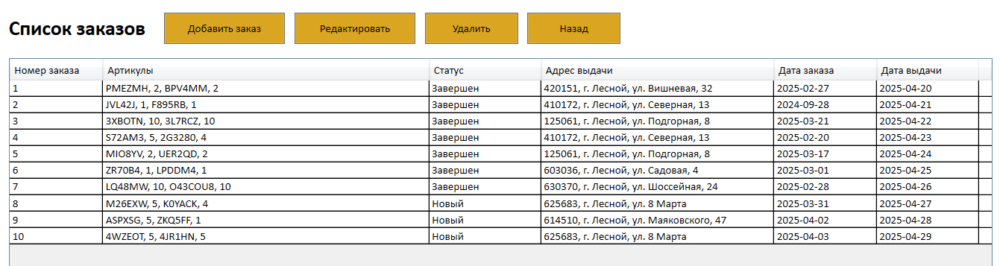 Список заказов Добавить заказ Редактировать Удалить Назад
Номер заказа Артикулы Статус Адрес выдачи Дата заказа Дата выдачи
1 PMEZMH, 2, BPV4MM, 2 Завершен 420151, г. Лесной, ул. Вишневая, 32 2025-02-27 2025-04-20
2 JVL42J, 1, F895RB, 1 Завершен 410172, г. Лесной, ул. Северная, 13 2024-09-28 2025-04-21
3 3XBOTN, 10, 3L7RCZ, 10 Завершен 125061, г. Лесной, ул. Подгорная, 8 2025-03-21 2025-04-22
4 S72AM3, 5, 2G3280, 4 Завершен 410172, г. Лесной, ул. Северная, 13 2025-02-20 2025-04-23
5 MIO8YV, 2, UER2QD, 2 Завершен 125061, г. Лесной, ул. Подгорная, 8 2025-03-17 2025-04-24
6 ZR70B4, 1, LPDDM4, 1 Завершен 603036, г. Лесной, ул. Садовая, 4 2025-03-01 2025-04-25
7 LQ48MW, 10, O43COU8, 10 Завершен 630370, г. Лесной, ул. Шоссейная, 24 2025-02-28 2025-04-26
8 M26EXW, 5, K0YACK, 4 Новый 625683, г. Лесной, ул. 8 Марта 2025-03-31 2025-04-27
9 ASPXSG, 5, ZKQ5FF, 1 Новый 614510, г. Лесной, ул. Маяковского, 47 2025-04-02 2025-04-28
10 4WZEOT, 5, 4JR1HN, 5 Новый 625683, г. Лесной, ул. 8 Марта 2025-04-03 2025-04-29